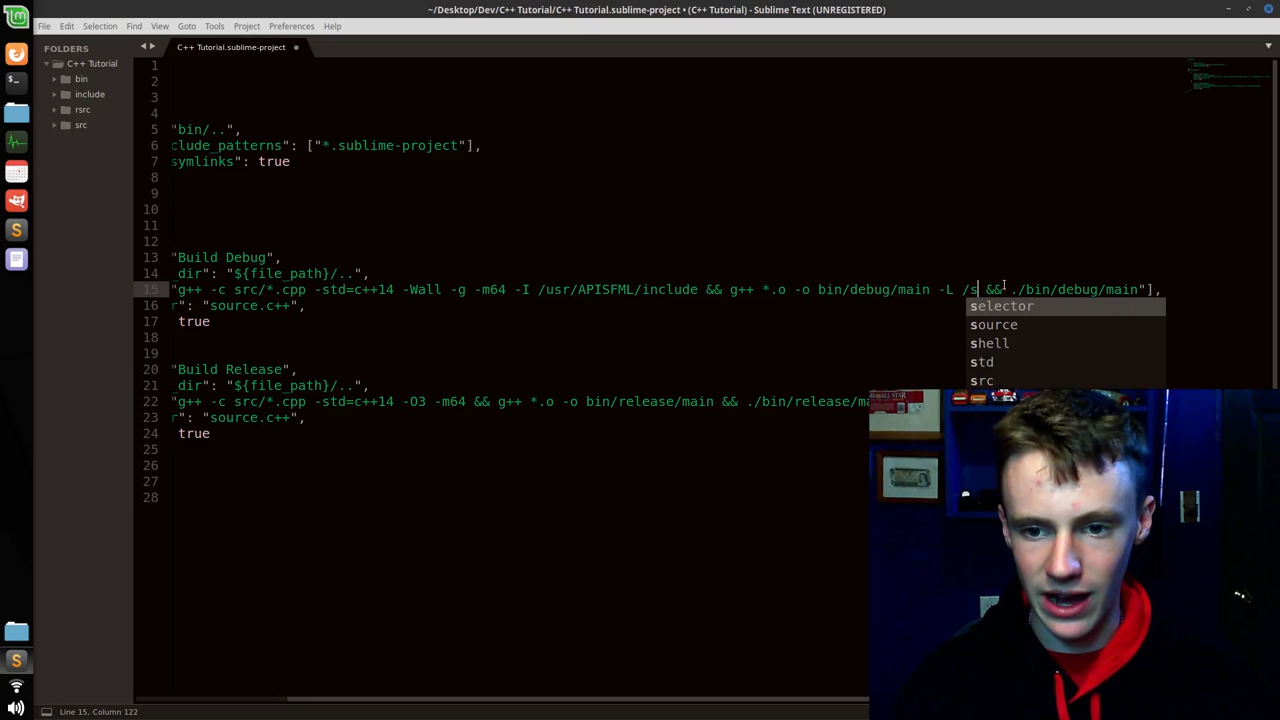 ~/Desktop/Dev/C++ Tutorial/C++ Tutorial.sublime-project • (C++ Tutorial) - Sublime Text (UNREGISTERED)
File Edit Selection Find View Goto Tools Project Preferences Help
FOLDERS
C++ Tutorial
bin
include
rsrc
src
C++ Tutorial.sublime-project
1
2
3
4
5 "bin/..",
6 clude_patterns": ["*.sublime-project"],
7 symlinks": true
8
9
10
11
12
13 "Build Debug",
14 _dir": "${file_path}/..",
15 "g++ -c src/*.cpp -std=c++14 -Wall -g -m64 -I /usr/APISFML/include && g++ *.o -o bin/debug/main -L /s && ./bin/debug/main"],
16 r": "source.c++",
17 true
18
19
20 "Build Release",
21 _dir": "${file_path}/..",
22 "g++ -c src/*.cpp -std=c++14 -O3 -m64 && g++ *.o -o bin/release/main && ./bin/release/ma
23 r": "source.c++",
24 true
25
26
27
28
selector
source
shell
std
src
Line 15, Column 122